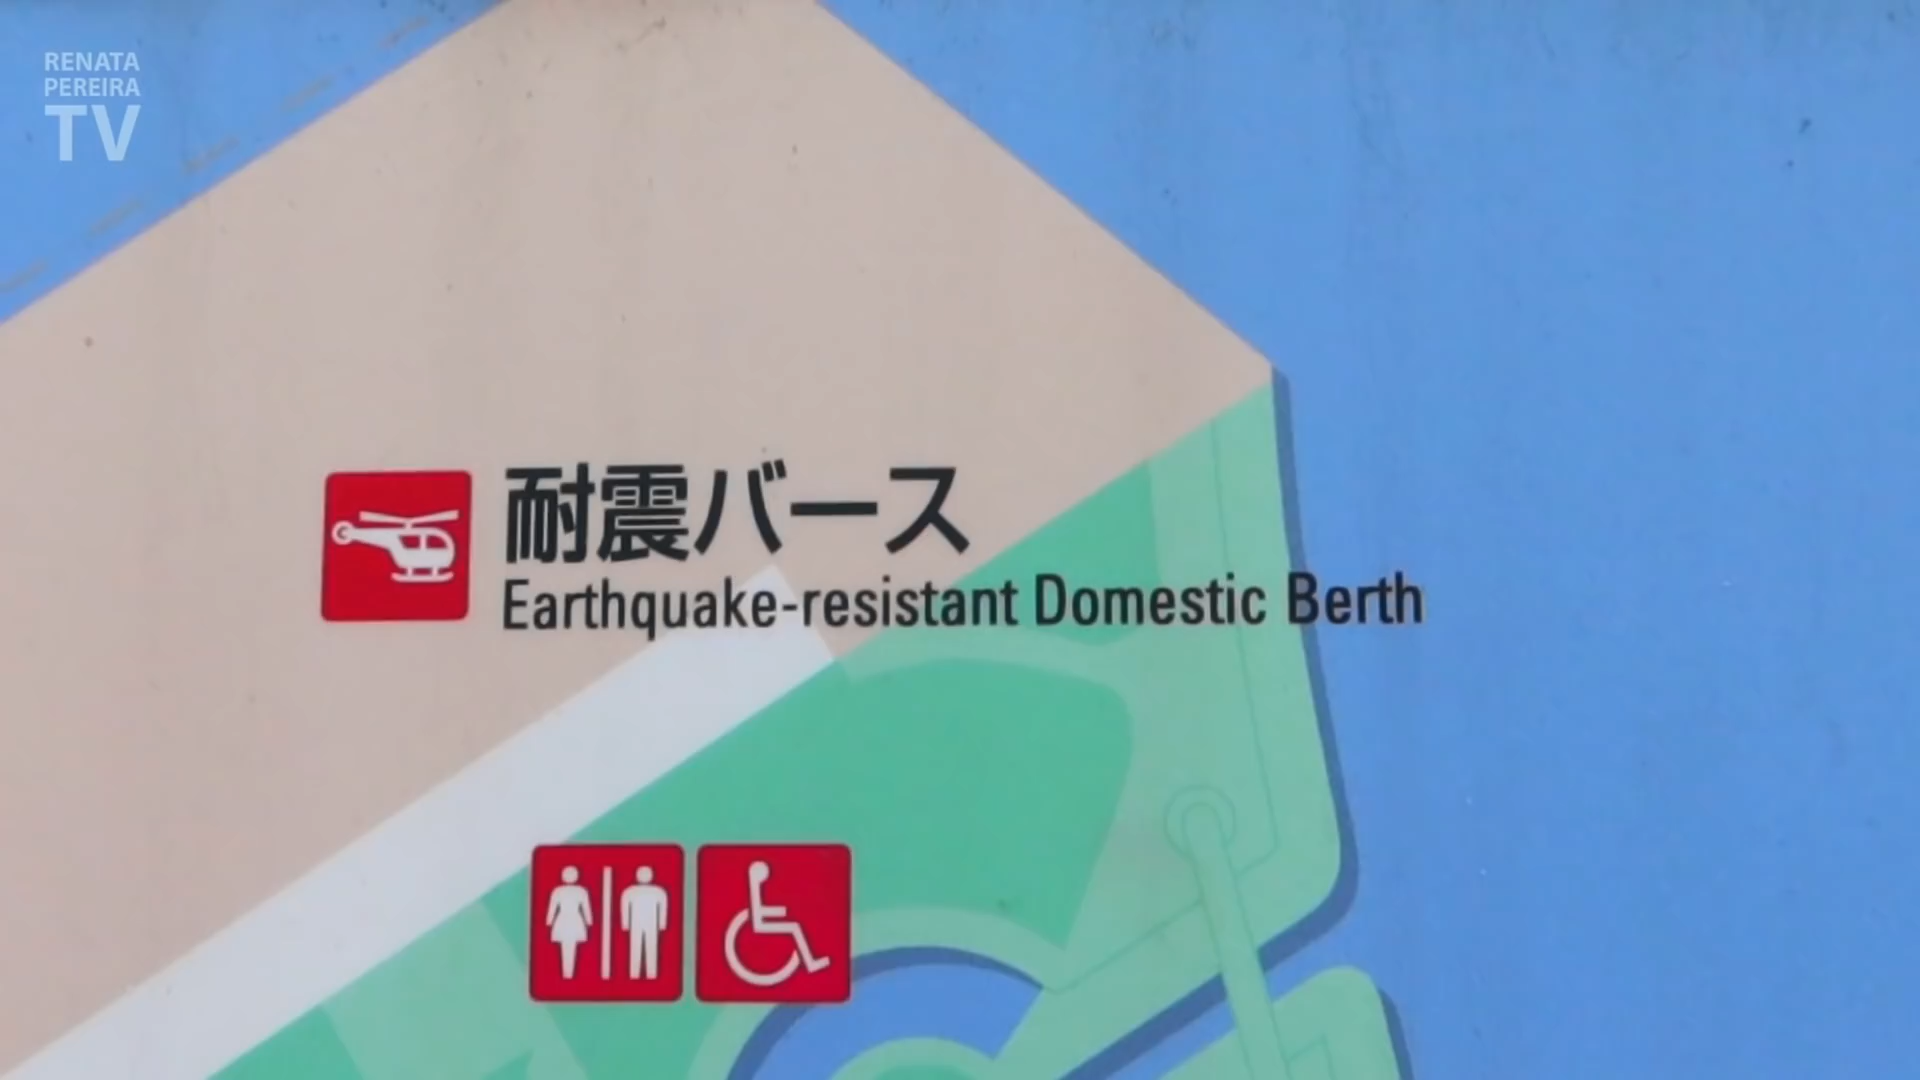 RENATA
PEREIRA
TV
耐震バース
Earthquake-resistant Domestic Berth